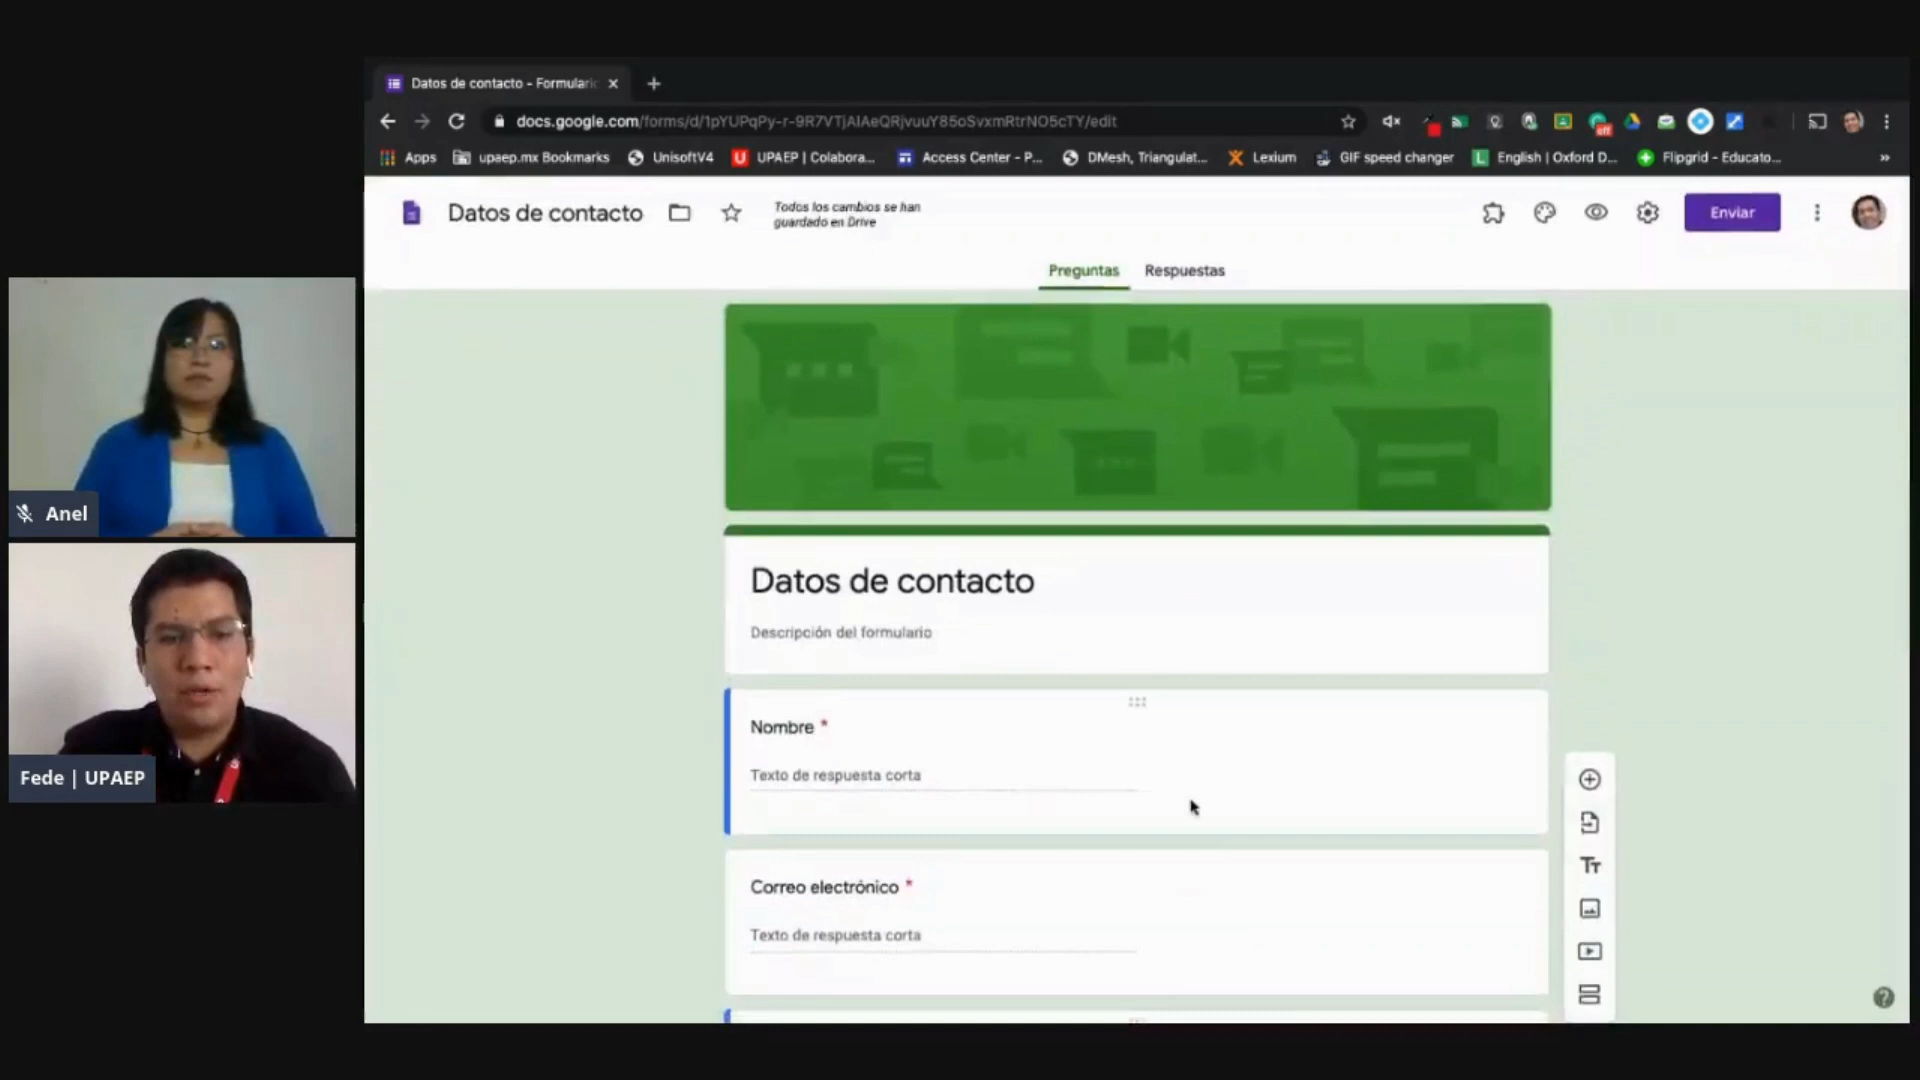 Datos de contacto - Formulari
docs.google.com/forms/d/1pYUPqPy-r-9R7VTjAIAeQRjvuuY85oSvxmRtrNO5cTY/edit
Apps upaep.mx Bookmarks UnisoftV4 UPAEP | Colabora... Access Center - P... DMesh, Triangulat... Lexium GIF speed changer English | Oxford D... Flipgrid - Educato... »
Datos de contacto
Todos los cambios se han
guardado en Drive
Enviar
Preguntas Respuestas
Datos de contacto
Descripción del formulario
Nombre *
Texto de respuesta corta
Correo electrónico *
Texto de respuesta corta
Anel
Fede | UPAEP